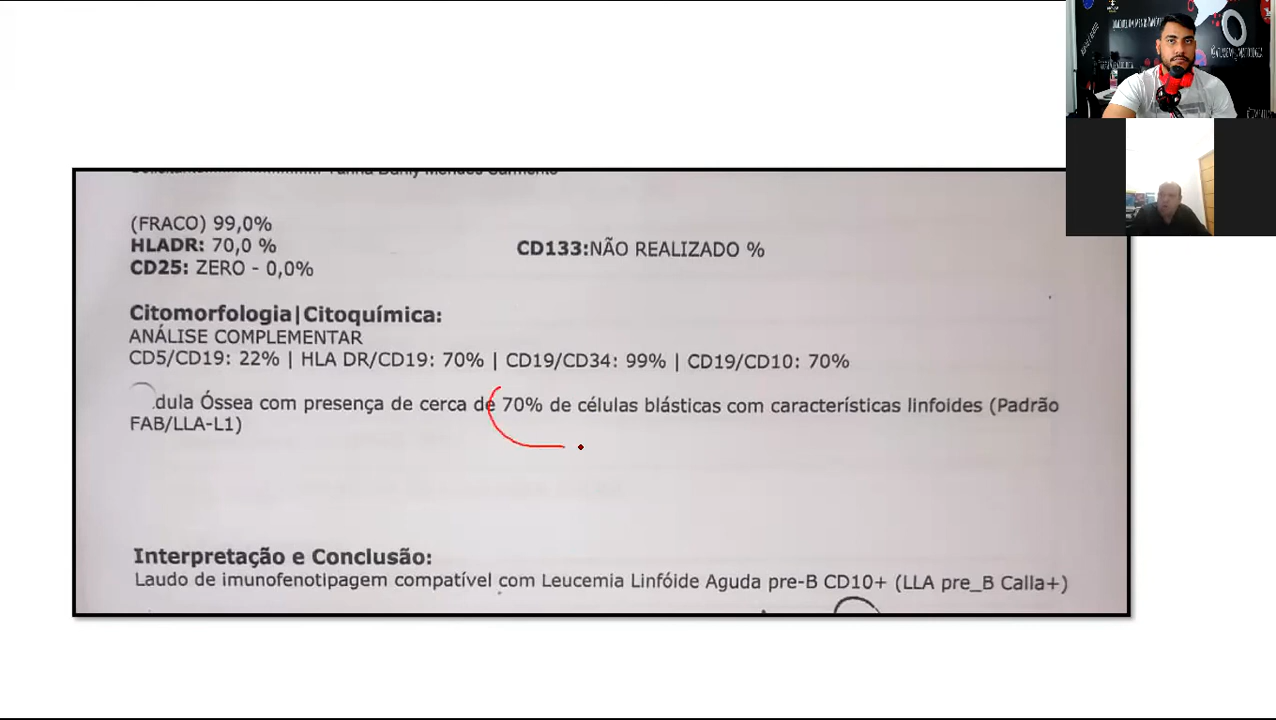 (FRACO) 99,0%
HLADR: 70,0 %
CD133:NÃO REALIZADO %
CD25: ZERO - 0,0%
Citomorfologia|Citoquímica:
ANÁLISE COMPLEMENTAR
CD5/CD19: 22% | HLA DR/CD19: 70% | CD19/CD34: 99% | CD19/CD10: 70%
dula Óssea com presença de cerca de 70% de células blásticas com características linfoides (Padrão
FAB/LLA-L1)
Interpretação e Conclusão:
Laudo de imunofenotipagem compatível com Leucemia Linfóide Aguda pre-B CD10+ (LLA pre_B Calla+)